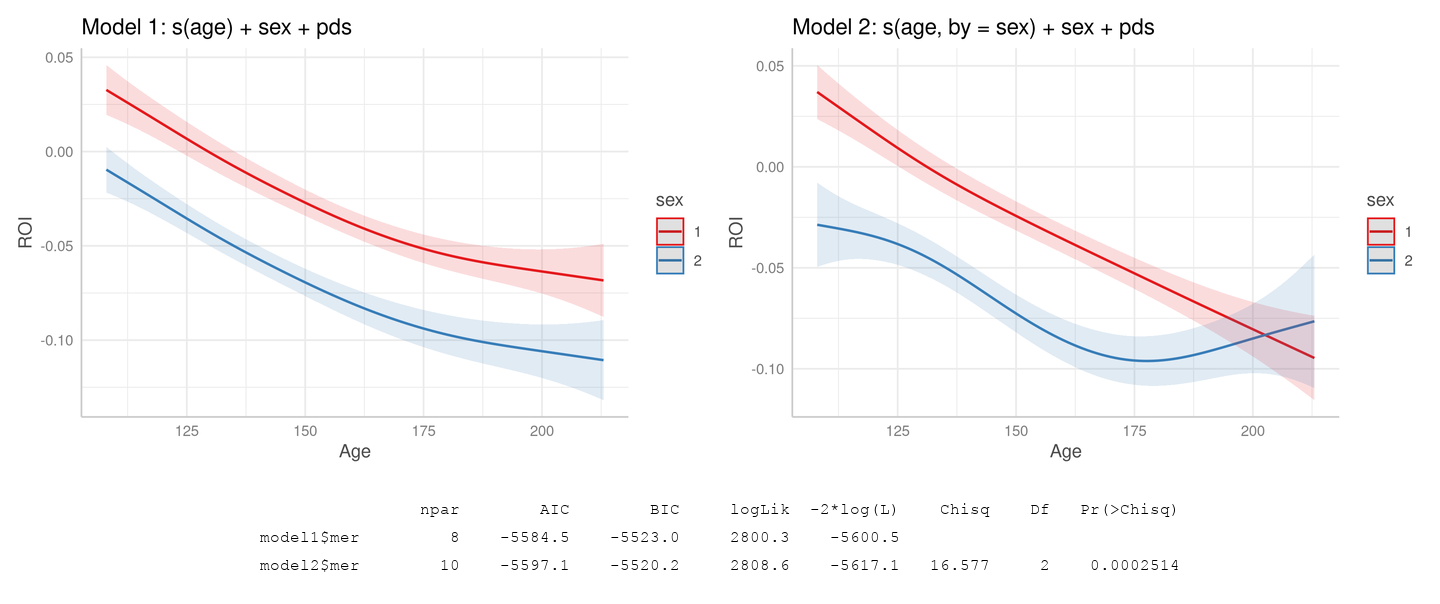 Model 1: s(age) + sex + pds
0.05
0.00
-0.05
-0.10
ROI
125 150 175 200
Age
sex
1
2
Model 2: s(age, by = sex) + sex + pds
0.05
0.00
-0.05
-0.10
ROI
125 150 175 200
Age
sex
1
2
npar AIC BIC logLik -2*log(L) Chisq Df Pr(>Chisq)
model1$mer 8 -5584.5 -5523.0 2800.3 -5600.5
model2$mer 10 -5597.1 -5520.2 2808.6 -5617.1 16.577 2 0.0002514